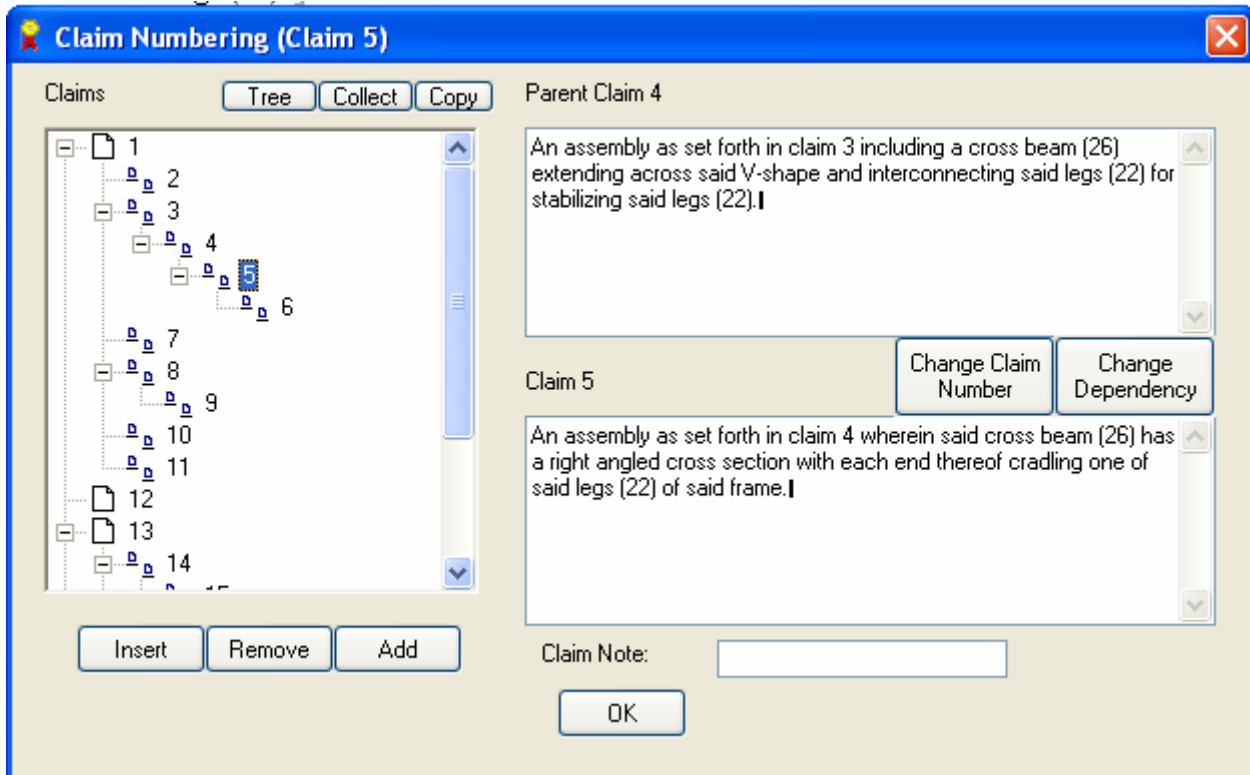 Claim Numbering (Claim 5)
Claims
Tree
Collect
Copy
1
2
3
4
5
6
7
8
9
10
11
12
13
14
Insert
Remove
Add
Parent Claim 4
An assembly as set forth in claim 3 including a cross beam (26)
extending across said V-shape and interconnecting said legs (22) for
stabilizing said legs (22).
Claim 5
Change Claim
Number
Change
Dependency
An assembly as set forth in claim 4 wherein said cross beam (26) has
a right angled cross section with each end thereof cradling one of
said legs (22) of said frame.
Claim Note:
OK